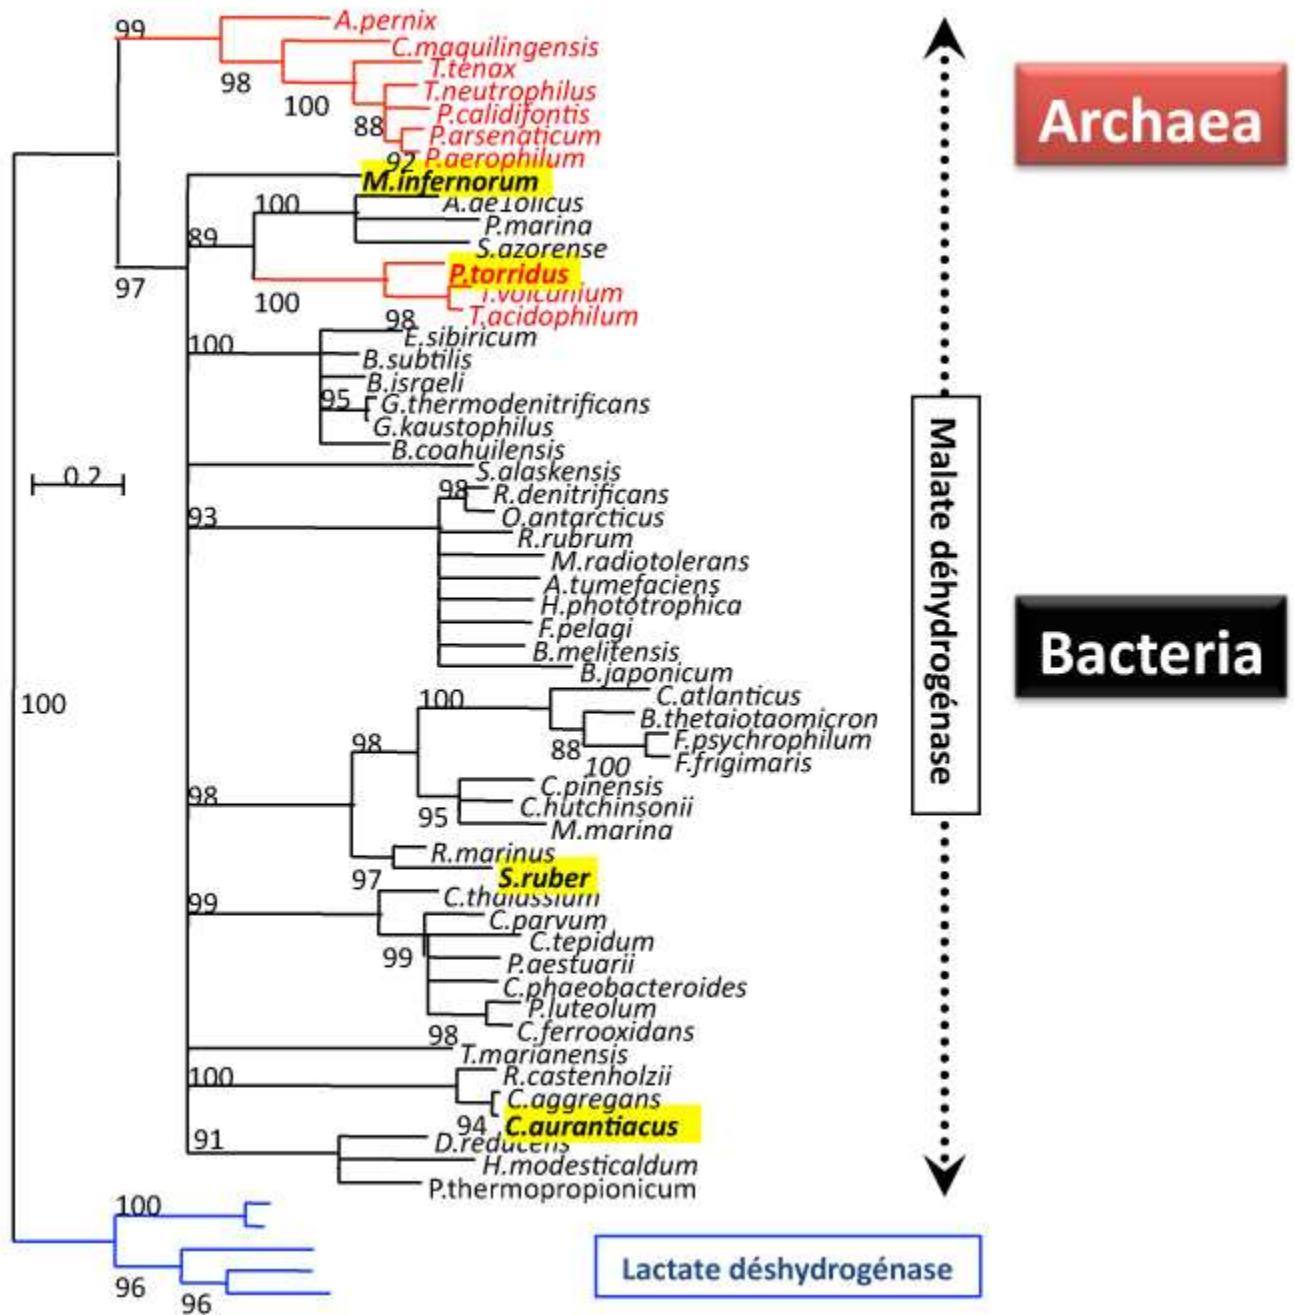 99
A.pernix
C.maquilingensis
98
T.tenax
T.neutrophilus
100
P.calidifontis
88
P.arsenaticum
92
P.aerophilum
M.infernorum
100
A.aeTolicus
P.marina
89
S.azorense
P.torridus
97
100
T.volcanium
98
T.acidophilum
E.sibiricum
100
B.subtilis
B.israeli
95
G.thermodenitrificans
G.kaustophilus
B.coahuilensis
S.alaskensis
0.2
98
R.denitrificans
93
O.antarcticus
R.rubrum
M.radiotolerans
A.tumefaciens
H.phototrophica
F.pelagi
B.melitensis
B.japonicum
100
100
C.atlanticus
B.thetaiotaomicron
98
88
F.psychrophilum
100
F.frigimaris
C.pinensis
98
C.hutchinsonii
95
M.marina
R.marinus
97
S.ruber
99
C.thalassium
C.parvum
C.tepidum
99
P.aestuarii
C.phaeobacteroides
P.luteolum
98
C.ferrooxidans
T.marianensis
100
R.castenholzii
C.aggregans
94
C.aurantiacus
91
D.reducens
H.modesticaldum
P.thermopropionicum
100
96
96
Archaea
Malate déhydrogénase
Bacteria
Lactate déshydrogénase